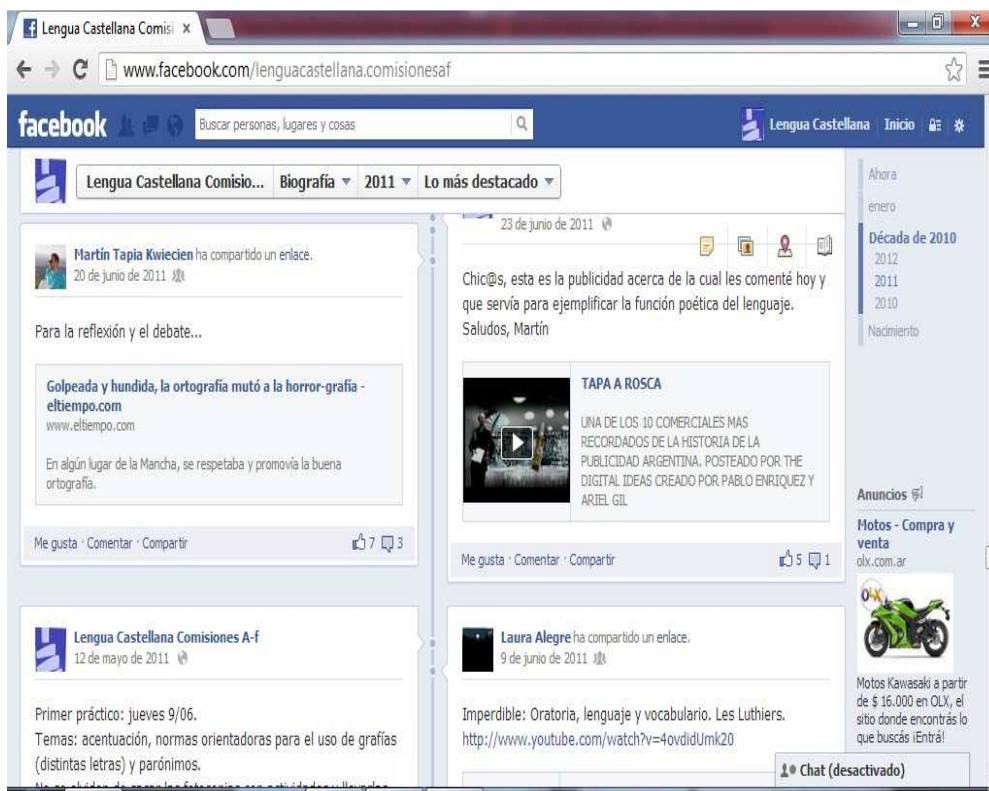 Lengua Castellana Comisi
www.facebook.com/lenguacastellana.comisionesaf
facebook
Buscar personas, lugares y cosas
Lengua Castellana
Inicio
Lengua Castellana Comisio...
Biografía
2011
Lo más destacado
Martín Tapia Kwiecien ha compartido un enlace.
20 de junio de 2011
Para la reflexión y el debate...
Golpeada y hundida, la ortografía mutó a la horror-grafía -
eltiempo.com
www.eltiempo.com
En algún lugar de la Mancha, se respetaba y promovía la buena
ortografía.
Me gusta · Comentar · Compartir
7
3
Lengua Castellana Comisiones A-f
12 de mayo de 2011
Primer práctico: jueves 9/06.
Temas: acentuación, normas orientadoras para el uso de grafías
(distintas letras) y parónimos.
23 de junio de 2011
Chic@s, esta es la publicidad acerca de la cual les comenté hoy y
que servía para ejemplificar la función poética del lenguaje.
Saludos, Martín
TAPA A ROSCA
UNA DE LOS 10 COMERCIALES MAS
RECORDADOS DE LA HISTORIA DE LA
PUBLICIDAD ARGENTINA. POSTEADO POR THE
DIGITAL IDEAS CREADO POR PABLO ENRIQUEZ Y
ARIEL GIL
Me gusta · Comentar · Compartir
5
1
Laura Alegre ha compartido un enlace.
9 de junio de 2011
Imperdible: Oratoria, lenguaje y vocabulario. Les Luthiers.
http://www.youtube.com/watch?v=4ovdidUmk20
Ahora
enero
Década de 2010
2012
2011
2010
Nacimiento
Anuncios
Motos - Compra y
venta
olx.com.ar
OLX
Motos Kawasaki a partir
de $ 16.000 en OLX, el
sitio donde encontrás lo
que buscás ¡Entrá!
Chat (desactivado)